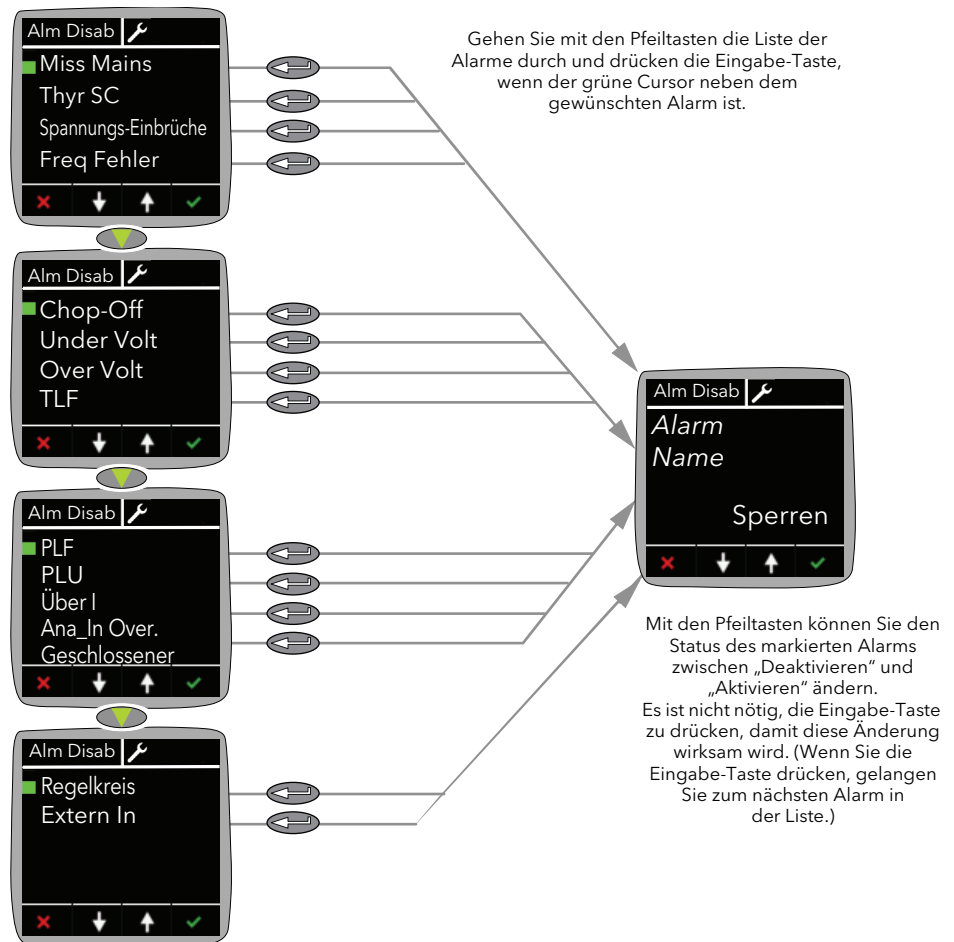 Alm Disab
Miss Mains
Thyr SC
Spannungs-Einbrüche
Freq Fehler
Gehen Sie mit den Pfeiltasten die Liste der
Alarme durch und drücken die Eingabe-Taste,
wenn der grüne Cursor neben dem
gewünschten Alarm ist.
Alm Disab
Chop-Off
Under Volt
Over Volt
TLF
Alm Disab
Alarm
Name
Sperren
Alm Disab
PLF
PLU
Über I
Ana_In Over.
Geschlossener
Mit den Pfeiltasten können Sie den
Status des markierten Alarms
zwischen „Deaktivieren" und
„Aktivieren" ändern.
Es ist nicht nötig, die Eingabe-Taste
zu drücken, damit diese Änderung
wirksam wird. (Wenn Sie die
Eingabe-Taste drücken, gelangen
Sie zum nächsten Alarm in
der Liste.)
Alm Disab
Regelkreis
Extern In